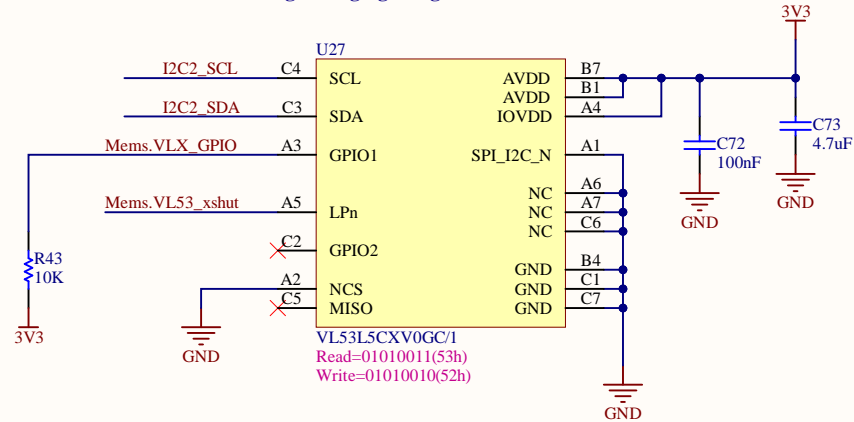 3V3
U27
I2C2_SCL C4 SCL AVDD B7
AVDD B1
I2C2_SDA C3 SDA IOVDD A4
C73
4.7uF
C72
100nF
Mems.VLX_GPIO A3 GPIO1 SPI_I2C_N A1
NC A6
GND
GND
Mems.VL53_xshut A5 LPn NC A7
NC C6
C2 GPIO2
R43
10K
GND B4
A2 NCS GND C1
C5 MISO GND C7
3V3
GND
VL53L5CXV0GC/1
Read=01010011(53h)
Write=01010010(52h)
GND